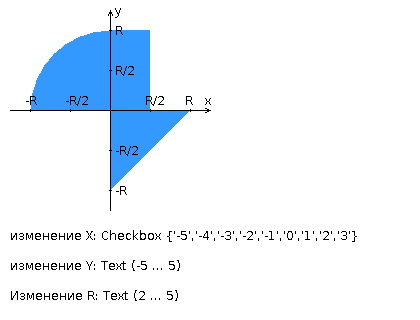 y
R
R/2
-R
-R/2
R/2
R
x
-R/2
-R
изменение X: Checkbox {'-5','-4','-3','-2','-1','0','1','2','3'}
изменение Y: Text (-5 ... 5)
Изменение R: Text (2 ... 5)